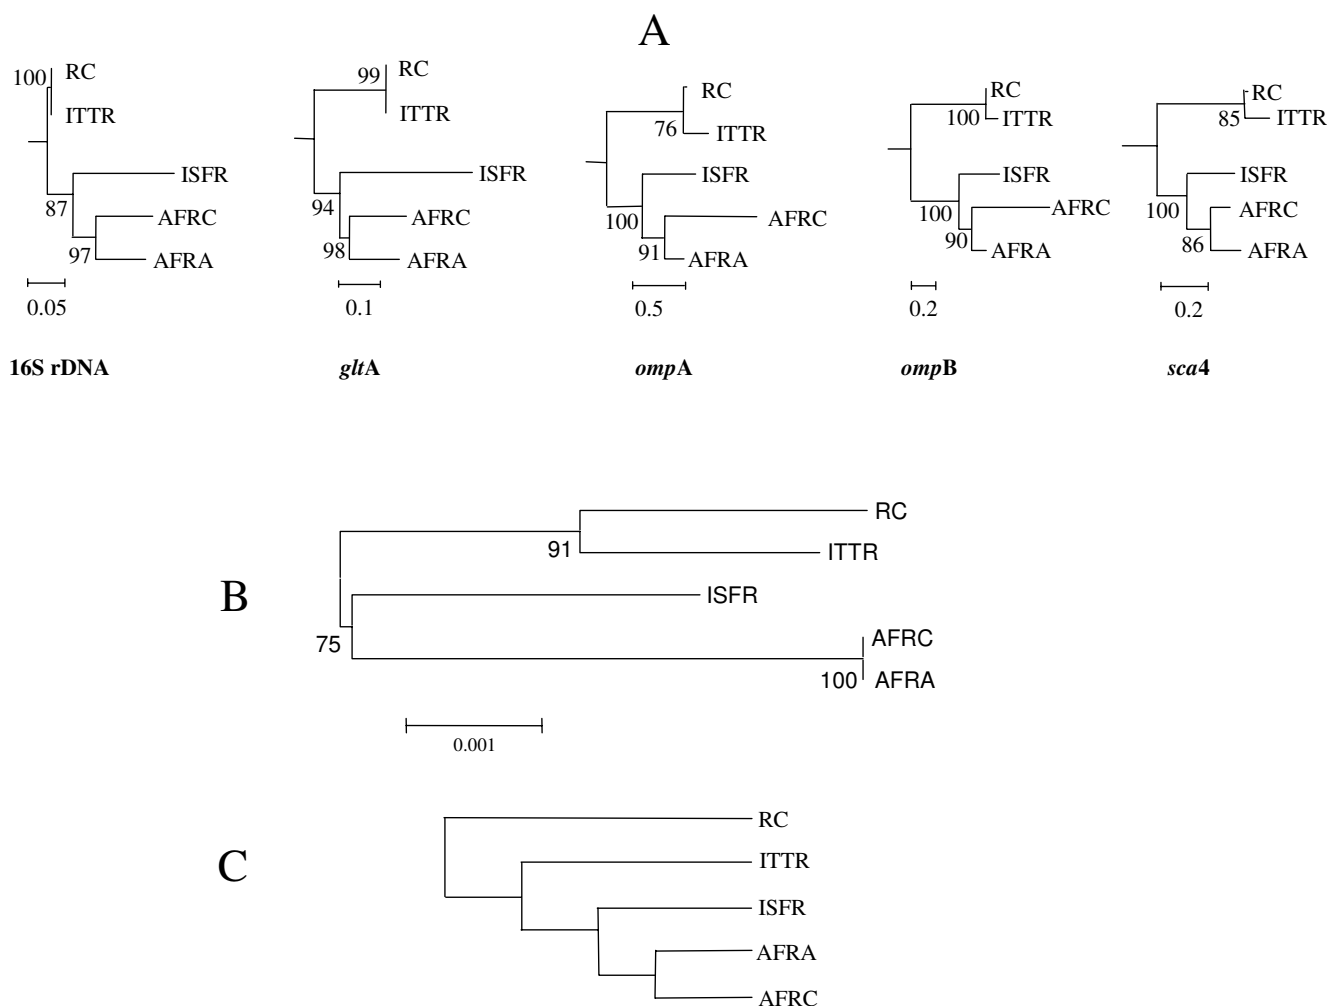 A
100 RC
ITTR
ISFR
87
AFRC
97 AFRA
0.05
16S rDNA
99 RC
ITTR
ISFR
94
AFRC
98 AFRA
0.1
gltA
RC
76 ITTR
ISFR
100 AFRC
91 AFRA
0.5
ompA
RC
100 ITTR
ISFR
100 AFRC
90 AFRA
0.2
ompB
RC
85 ITTR
ISFR
100 AFRC
86 AFRA
0.2
sca4
B
RC
91 ITTR
ISFR
75 AFRC
100 AFRA
0.001
C
RC
ITTR
ISFR
AFRA
AFRC